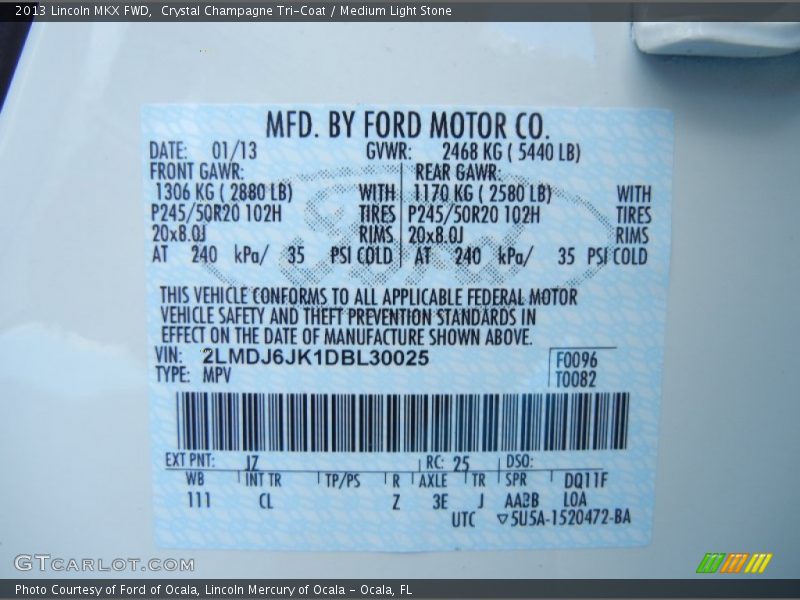 2013 Lincoln MKX FWD, Crystal Champagne Tri-Coat / Medium Light Stone
MFD. BY FORD MOTOR CO.
DATE: 01/13 GVWR: 2468 KG ( 5440 LB)
FRONT GAWR: REAR GAWR:
1306 KG ( 2880 LB) WITH 1170 KG ( 2580 LB) WITH
P245/50R20 102H TIRES P245/50R20 102H TIRES
20x8.0J RIMS 20x8.0J RIMS
AT 240 kPa/ 35 PSI COLD AT 240 kPa/ 35 PSI COLD
THIS VEHICLE CONFORMS TO ALL APPLICABLE FEDERAL MOTOR
VEHICLE SAFETY AND THEFT PREVENTION STANDARDS IN
EFFECT ON THE DATE OF MANUFACTURE SHOWN ABOVE.
VIN: 2LMDJ6JK1DBL30025 F0096
TYPE: MPV T0082
EXT PNT: JZ RC: 25 DSO:
WB INT TR TP/PS R AXLE TR SPR DQ11F
111 CL Z 3E J AABB L0A
UTC ▽5U5A-1520472-BA
GTCARLOT.COM
Photo Courtesy of Ford of Ocala, Lincoln Mercury of Ocala - Ocala, FL